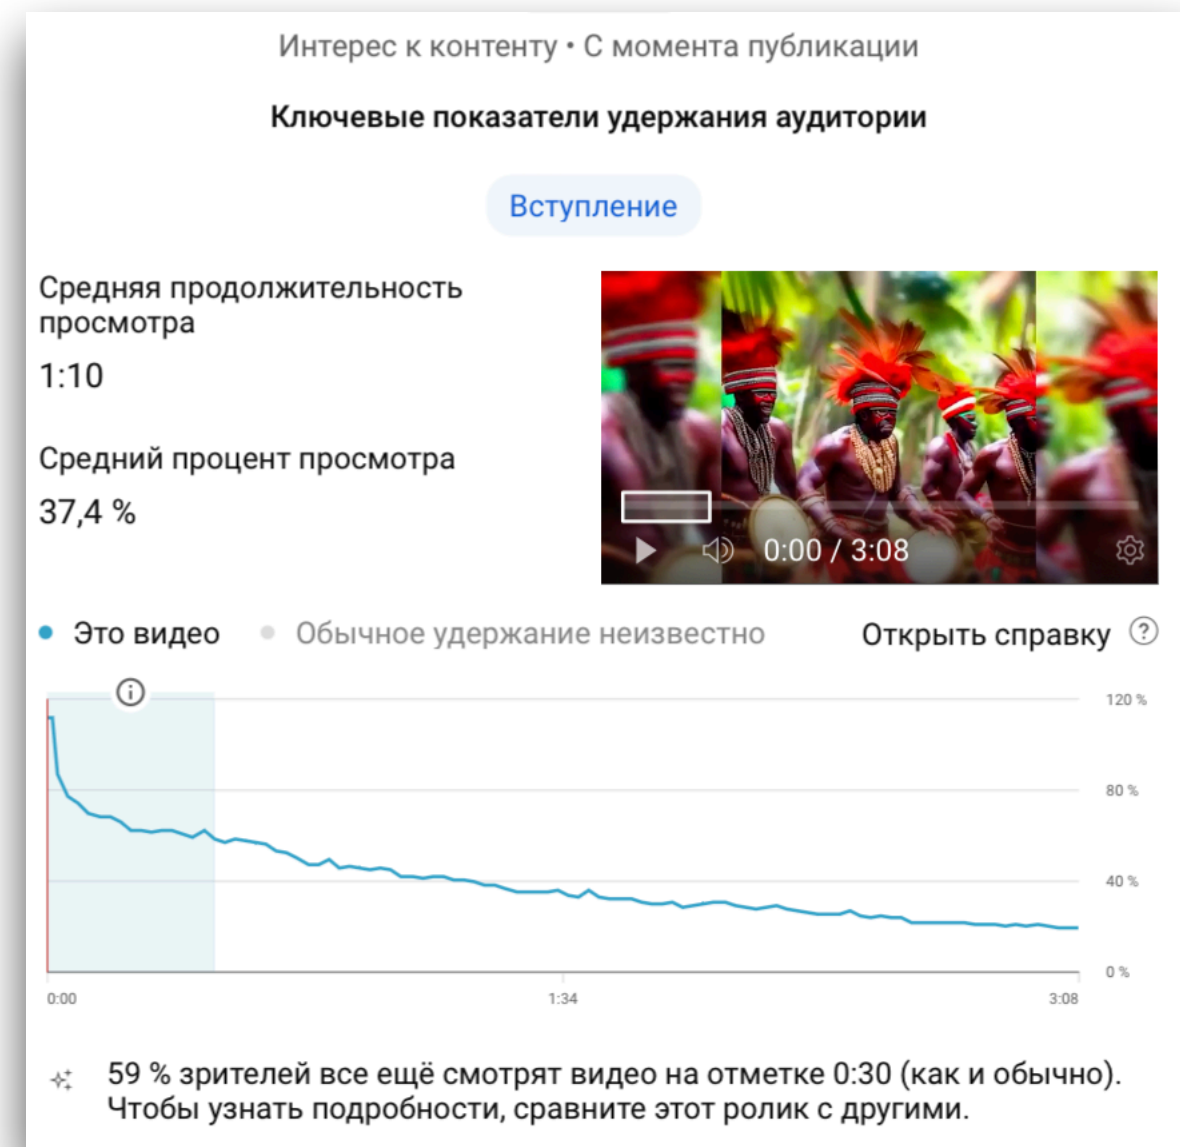 Интерес к контенту • С момента публикации
Ключевые показатели удержания аудитории
Вступление
Средняя продолжительность
просмотра
1:10
Средний процент просмотра
37,4 %
0:00 / 3:08
Это видео
Обычное удержание неизвестно
Открыть справку
120 %
80 %
40 %
0 %
0:00
1:34
3:08
59 % зрителей все ещё смотрят видео на отметке 0:30 (как и обычно).
Чтобы узнать подробности, сравните этот ролик с другими.